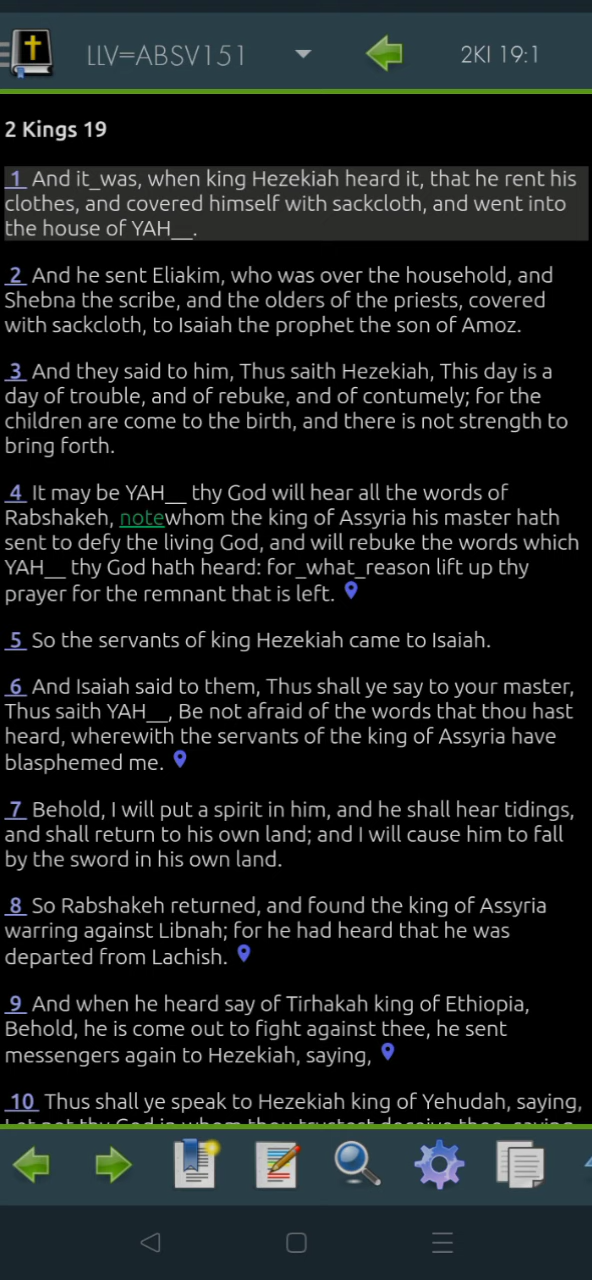 LLV=ABSV151
2KI 19:1
2 Kings 19
1 And it_was, when king Hezekiah heard it, that he rent his
clothes, and covered himself with sackcloth, and went into
the house of YAH__.
2 And he sent Eliakim, who was over the household, and
Shebna the scribe, and the olders of the priests, covered
with sackcloth, to Isaiah the prophet the son of Amoz.
3 And they said to him, Thus saith Hezekiah, This day is a
day of trouble, and of rebuke, and of contumely; for the
children are come to the birth, and there is not strength to
bring forth.
4 It may be YAH__ thy God will hear all the words of
Rabshakeh, notewhom the king of Assyria his master hath
sent to defy the living God, and will rebuke the words which
YAH__ thy God hath heard: for_what_reason lift up thy
prayer for the remnant that is left.
5 So the servants of king Hezekiah came to Isaiah.
6 And Isaiah said to them, Thus shall ye say to your master,
Thus saith YAH__, Be not afraid of the words that thou hast
heard, wherewith the servants of the king of Assyria have
blasphemed me.
7 Behold, I will put a spirit in him, and he shall hear tidings,
and shall return to his own land; and I will cause him to fall
by the sword in his own land.
8 So Rabshakeh returned, and found the king of Assyria
warring against Libnah; for he had heard that he was
departed from Lachish.
9 And when he heard say of Tirhakah king of Ethiopia,
Behold, he is come out to fight against thee, he sent
messengers again to Hezekiah, saying,
10 Thus shall ye speak to Hezekiah king of Yehudah, saying,